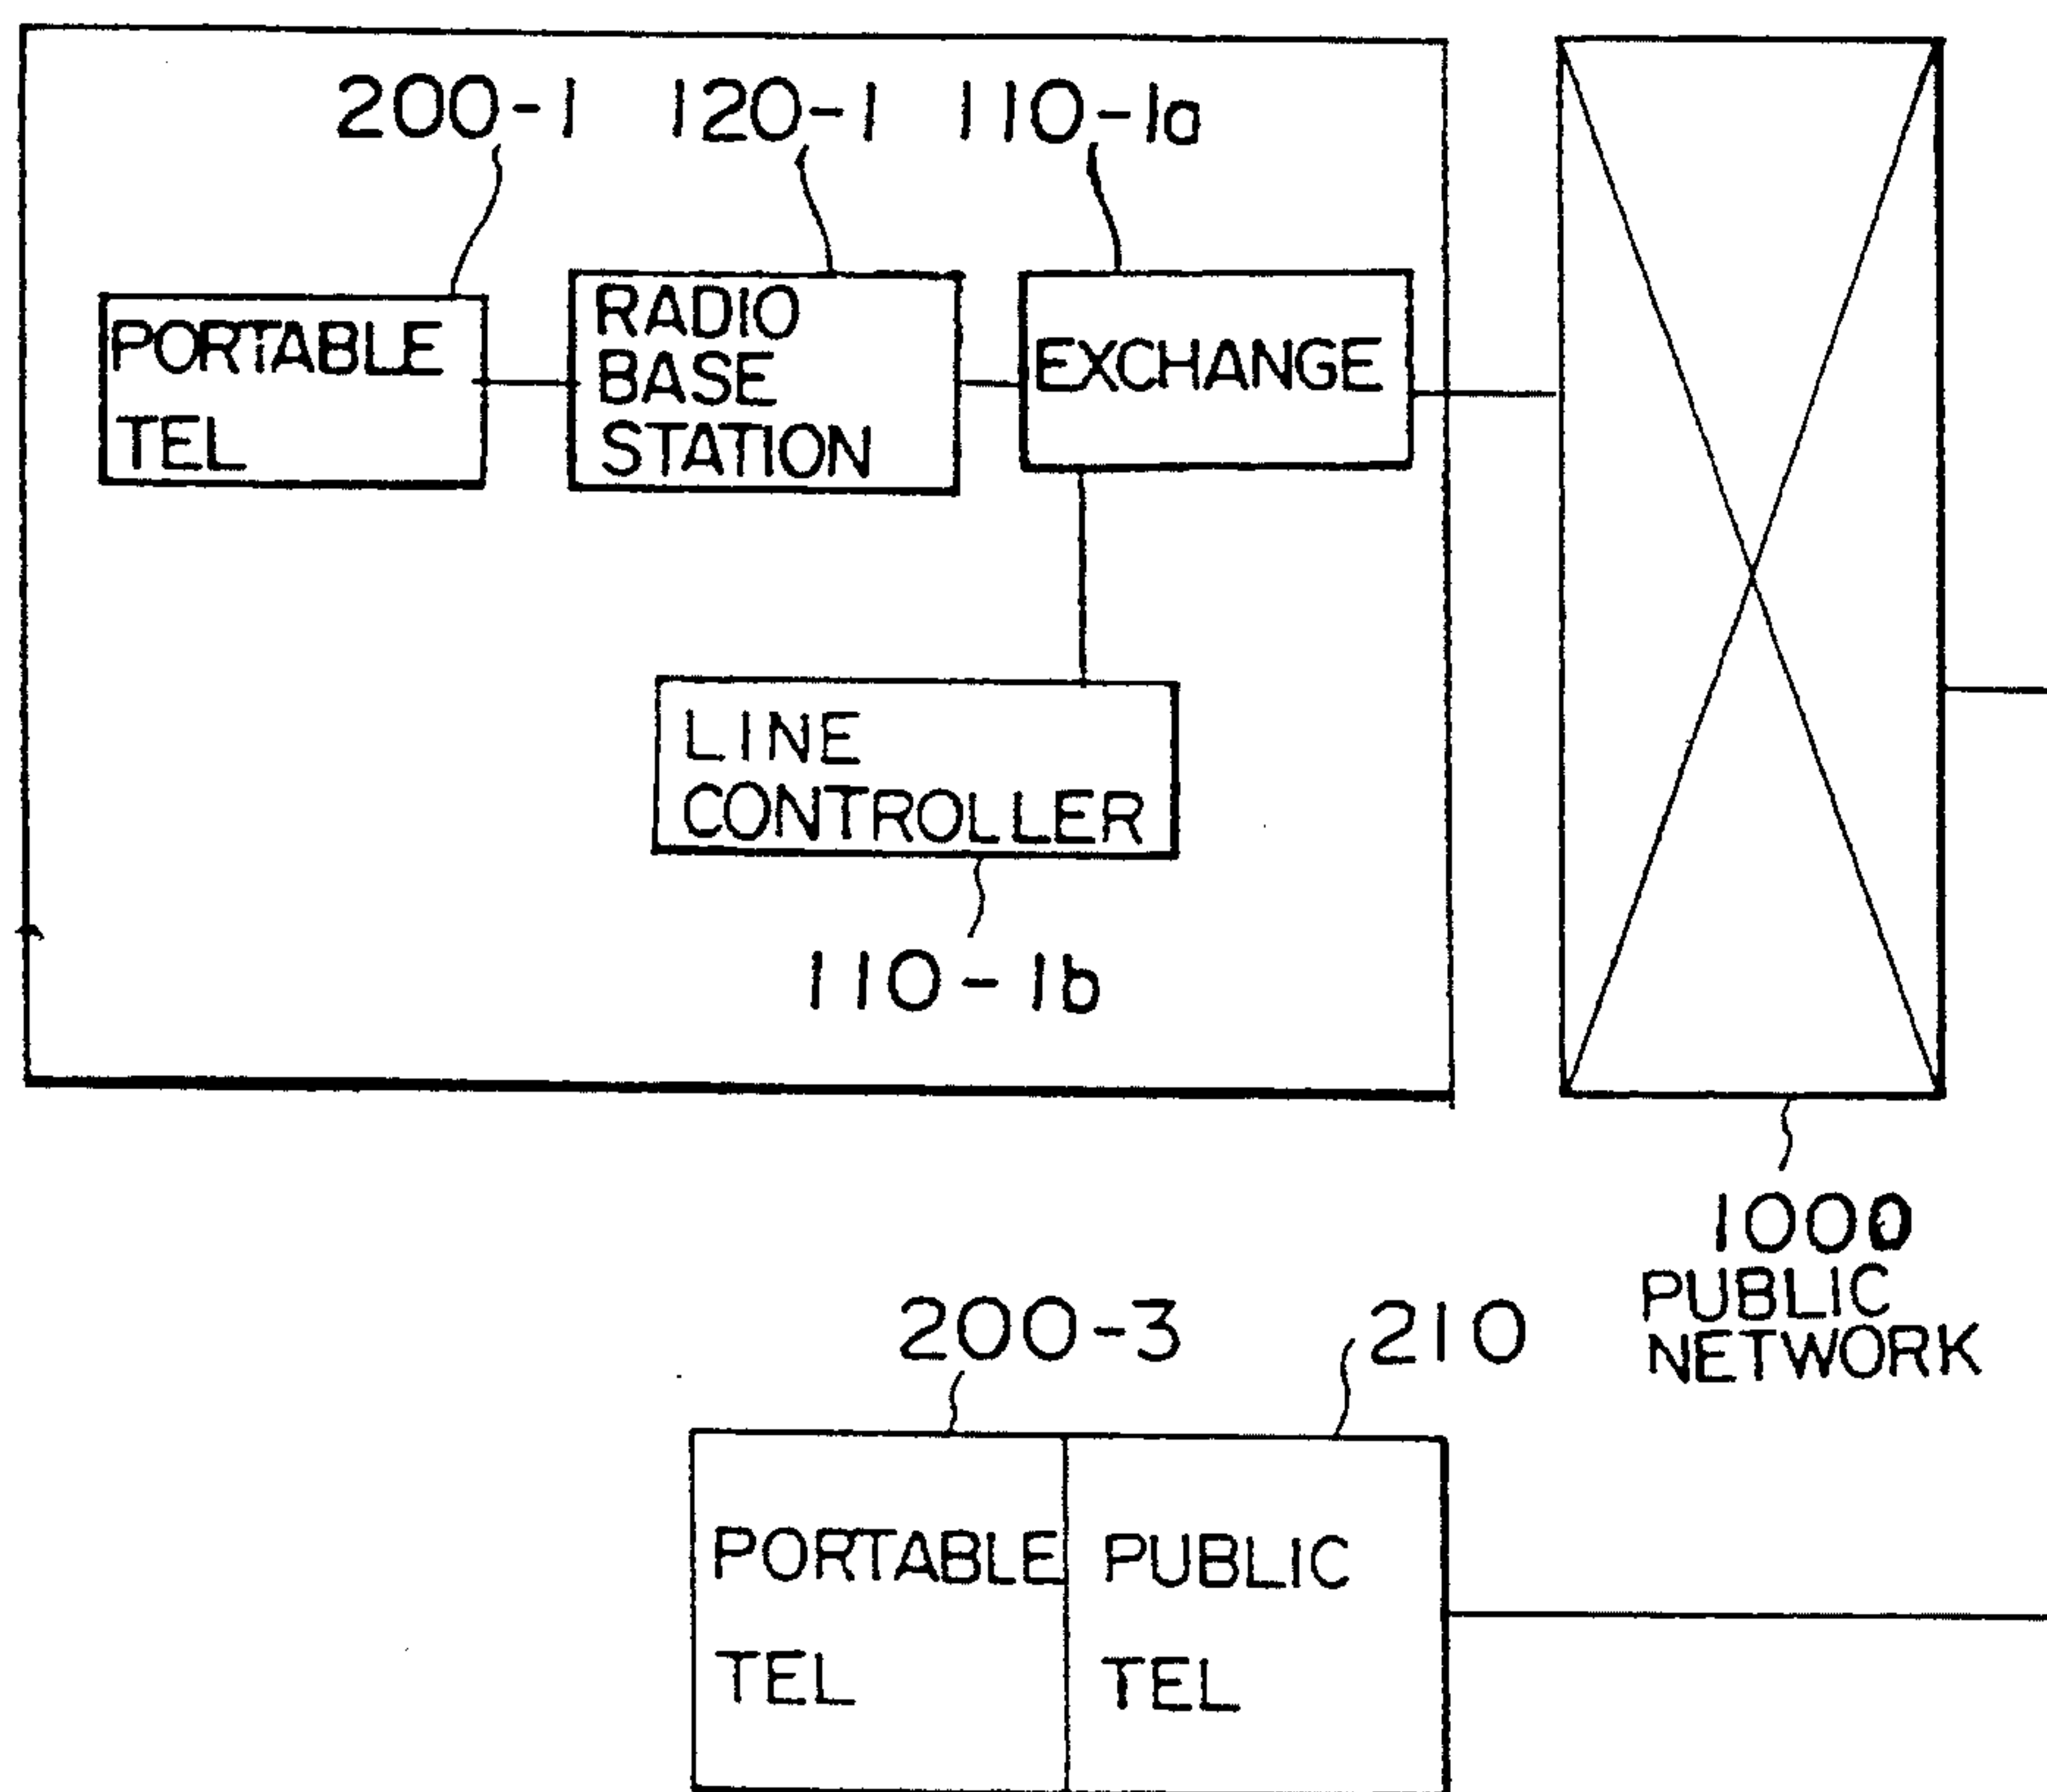 200-1 120-1 110-1a
PORTABLE
TEL
RADIO
BASE
STATION
EXCHANGE
LINE
CONTROLLER
110-1b
1000
PUBLIC
NETWORK
200-3 210
PORTABLE
TEL
PUBLIC
TEL